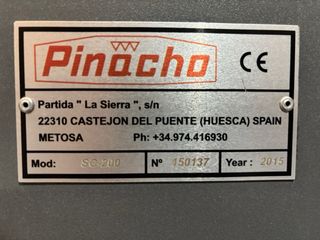 Pinacho
CE
Partida " La Sierra ", s/n
22310 CASTEJON DEL PUENTE (HUESCA) SPAIN
METOSA Ph: +34.974.416930
Mod: SC-200 Nº 150137 Year : 2015